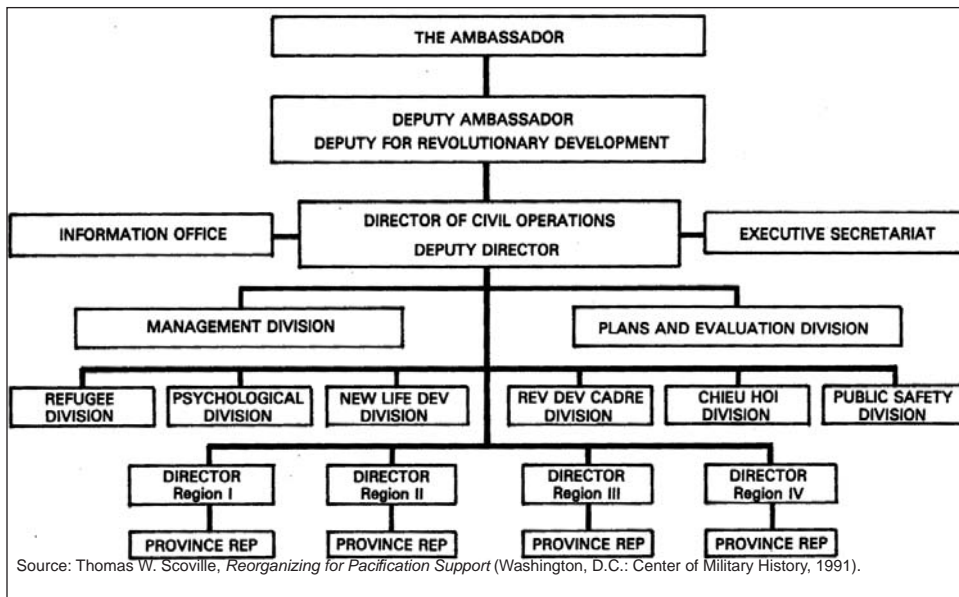 THE AMBASSADOR
DEPUTY AMBASSADOR
DEPUTY FOR REVOLUTIONARY DEVELOPMENT
INFORMATION OFFICE
DIRECTOR OF CIVIL OPERATIONS
DEPUTY DIRECTOR
EXECUTIVE SECRETARIAT
MANAGEMENT DIVISION
PLANS AND EVALUATION DIVISION
REFUGEE
DIVISION
PSYCHOLOGICAL
DIVISION
NEW LIFE DEV
DIVISION
REV DEV CADRE
DIVISION
CHIEU HOI
DIVISION
PUBLIC SAFETY
DIVISION
DIRECTOR
Region I
DIRECTOR
Region II
DIRECTOR
Region III
DIRECTOR
Region IV
PROVINCE REP
PROVINCE REP
PROVINCE REP
PROVINCE REP
Source: Thomas W. Scoville, Reorganizing for Pacification Support (Washington, D.C.: Center of Military History, 1991).